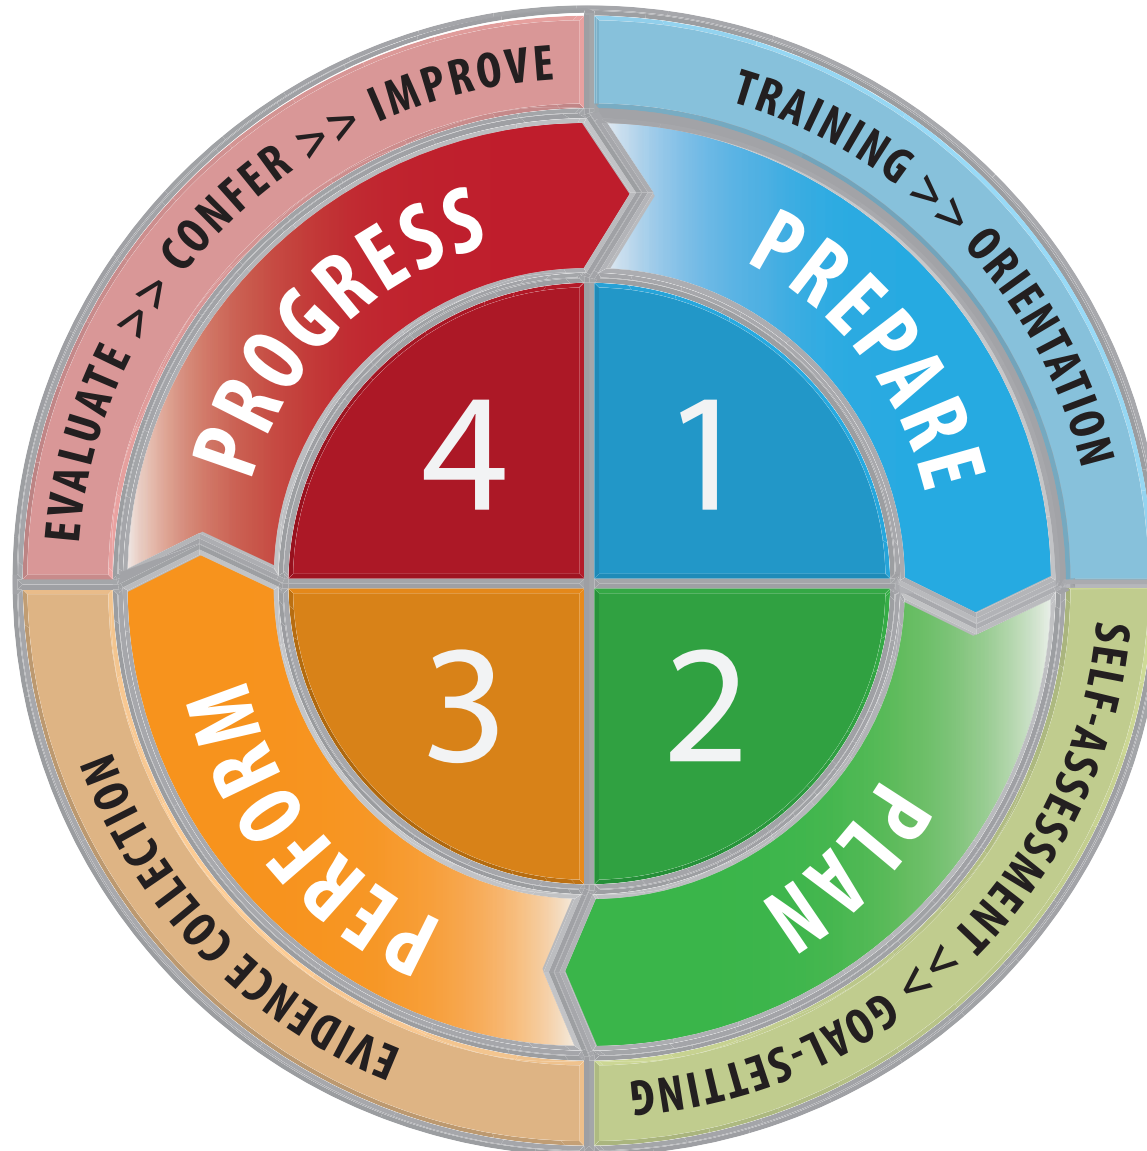 1
PREPARE
TRAINING >> ORIENTATION
2
PLAN
SELF-ASSESSMENT >> GOAL-SETTING
3
PERFORM
EVIDENCE COLLECTION
4
PROGRESS
EVALUATE >> CONFER >> IMPROVE